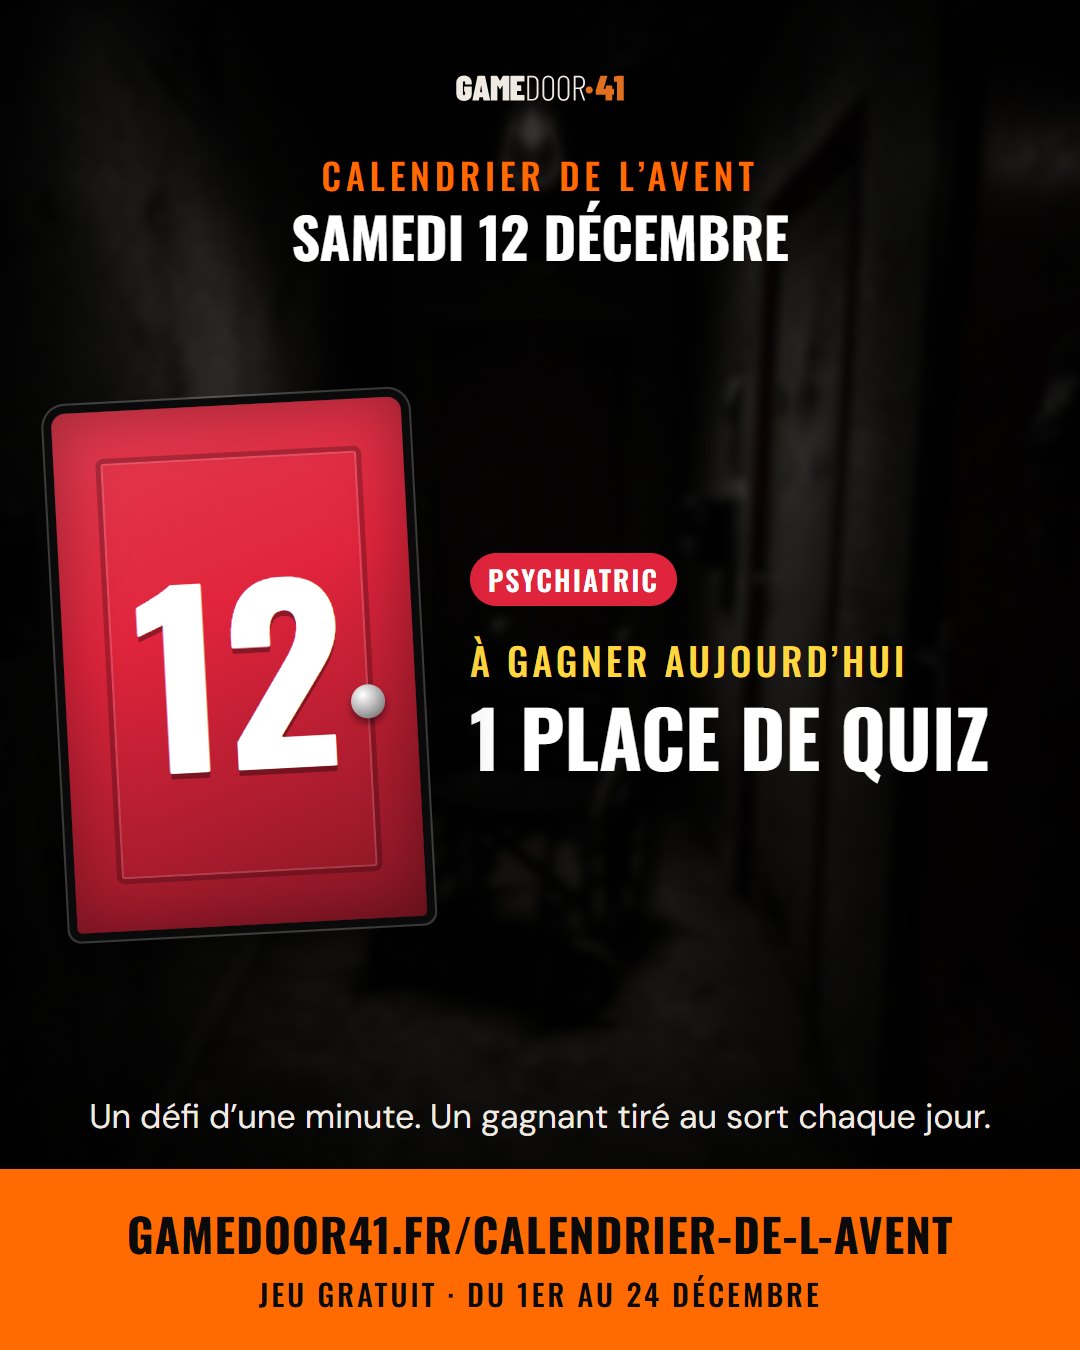 GAMEDOOR·41
CALENDRIER DE L’AVENT
SAMEDI 12 DÉCEMBRE
12
PSYCHIATRIC
À GAGNER AUJOURD’HUI
1 PLACE DE QUIZ
Un défi d’une minute. Un gagnant tiré au sort chaque jour.
GAMEDOOR41.FR/CALENDRIER-DE-L-AVENT
JEU GRATUIT · DU 1ER AU 24 DÉCEMBRE